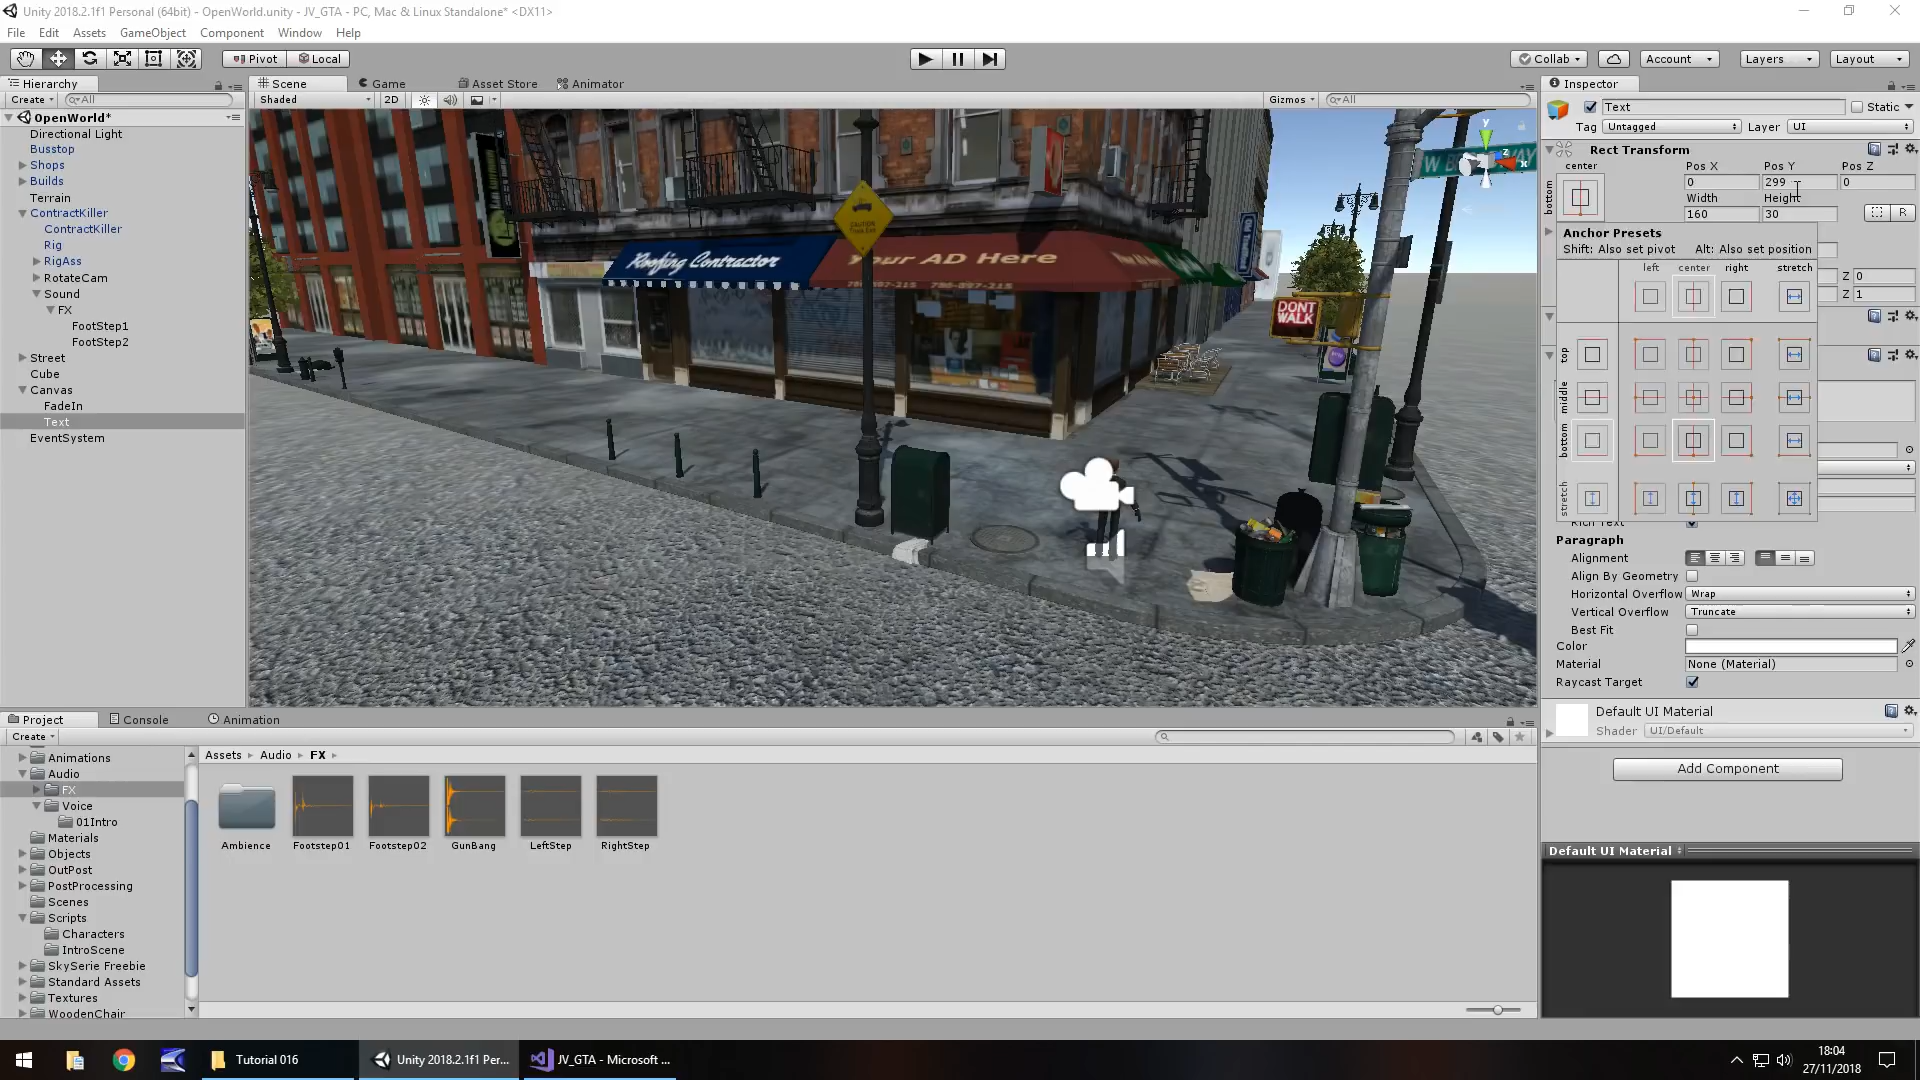 Unity 2018.2.1f1 Personal (64bit) - OpenWorld.unity - JV_GTA - PC, Mac & Linux Standalone* <DX11>
File Edit Assets GameObject Component Window Help
Pivot Local Collab Account Layers Layout
Hierarchy Scene Game Asset Store Animator Inspector
Create All Shaded 2D Gizmos All
OpenWorld*
Directional Light
Busstop
Shops
Builds
Terrain
ContractKiller
ContractKiller
Rig
RigAss
RotateCam
Sound
FX
FootStep1
FootStep2
Street
Cube
Canvas
FadeIn
Text
EventSystem
CAUTION
Roofing Contractor
Your AD Here
DONT
WALK
y
z
x
Text Static
Tag Untagged Layer UI
Rect Transform
center Pos X Pos Y Pos Z
bottom
0 299 0
Width Height
160 30 R
Anchor Presets
Shift: Also set pivot Alt: Also set position
left center right stretch
Z 0
Z 1
top
middle
bottom
stretch
Rich Text
Paragraph
Alignment
Align By Geometry
Horizontal Overflow Wrap
Vertical Overflow Truncate
Best Fit
Color
Material None (Material)
Raycast Target
Default UI Material
Shader UI/Default
Add Component
Default UI Material
Project Console Animation
Create
Animations
Audio
FX
Voice
01Intro
Materials
Objects
OutPost
PostProcessing
Scenes
Scripts
Characters
IntroScene
SkySerie Freebie
Standard Assets
Textures
WoodenChair
Assets Audio FX
Ambience Footstep01 Footstep02 GunBang LeftStep RightStep
Tutorial 016 Unity 2018.2.1f1 Per... JV_GTA - Microsoft ...
18:04
27/11/2018